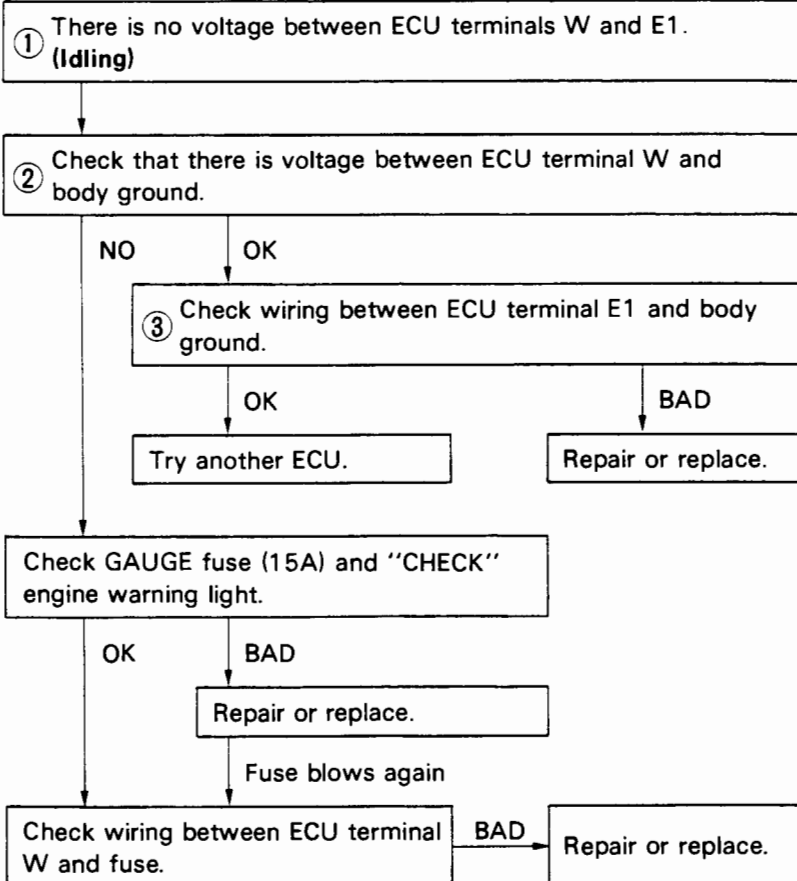 ① There is no voltage between ECU terminals W and E1.
(Idling)
② Check that there is voltage between ECU terminal W and
body ground.
NO
OK
③ Check wiring between ECU terminal E1 and body
ground.
OK
BAD
Try another ECU.
Repair or replace.
Check GAUGE fuse (15A) and "CHECK"
engine warning light.
OK
BAD
Repair or replace.
Fuse blows again
Check wiring between ECU terminal
W and fuse.
BAD
Repair or replace.